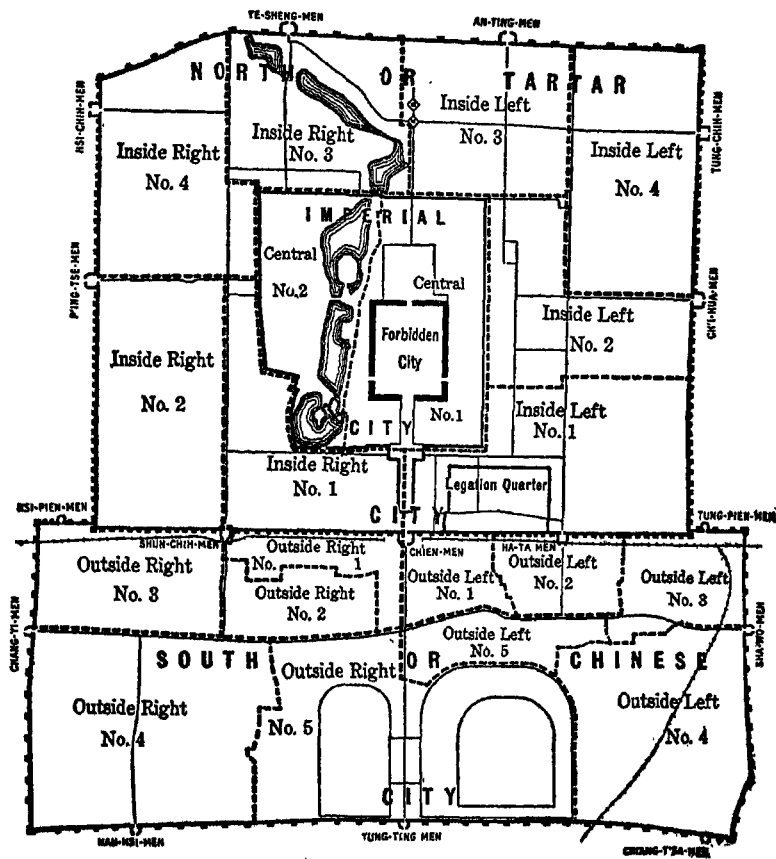 TE-SHENG-MEN
AN-TING-MEN
NORTH OR TARTAR
HSI-CHIH-MEN
TUNG-CHIH-MEN
Inside Right
No. 4
Inside Right
No. 3
Inside Left
No. 3
Inside Left
No. 4
IMPERIAL
Central
No.2
Central
P'ING-TSE-MEN
CH'I-HUA-MEN
Forbidden
City
Inside Left
No. 2
Inside Right
No. 2
Inside Left
No. 1
No.1
CITY
Inside Right
No. 1
Legation Quarter
CITY
HSI-PIEN-MEN
TUNG-PIEN-MEN
SHUN-CHIH-MEN
CHIEN-MEN
HA-TA MEN
Outside Right
No. 3
Outside Right
No. 1
Outside Right
No. 2
Outside Left
No. 1
Outside Left
No. 2
Outside Left
No. 3
CHANG-YI-MEN
SHA-WO-MEN
Outside Left
No. 5
SOUTH OR CHINESE
Outside Right
No. 4
Outside Right
No. 5
Outside Left
No. 4
CITY
NAN-HSI-MEN
YUNG-TING MEN
CHIANG-T'SA-MEN